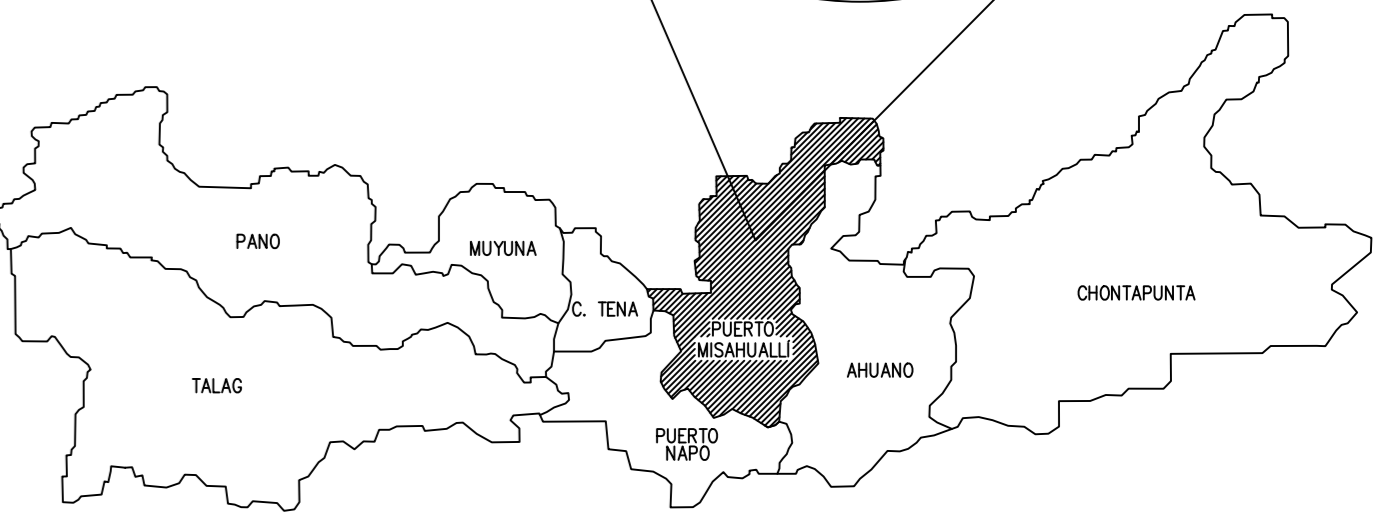 PANO
MUYUNA
C. TENA
CHONTAPUNTA
PUERTO
MISAHUALLÍ
AHUANO
TALAG
PUERTO
NAPO